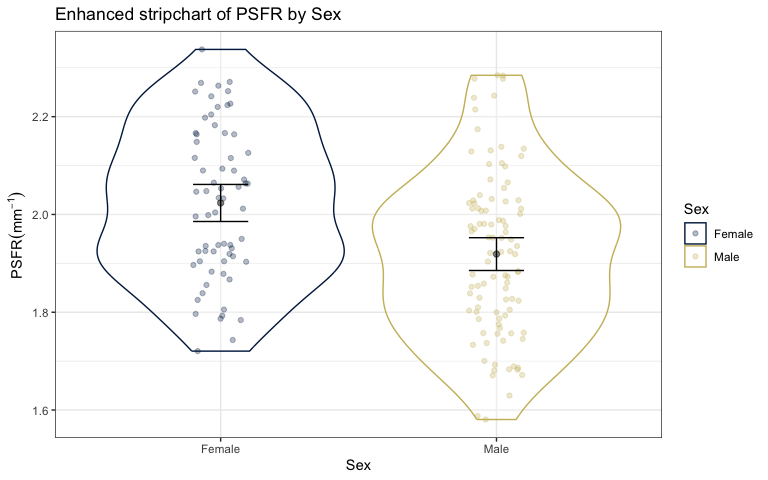 Enhanced stripchart of PSFR by Sex
PSFR(mm⁻¹)
2.2
2.0
1.8
1.6
Female
Male
Sex
Sex
Female
Male